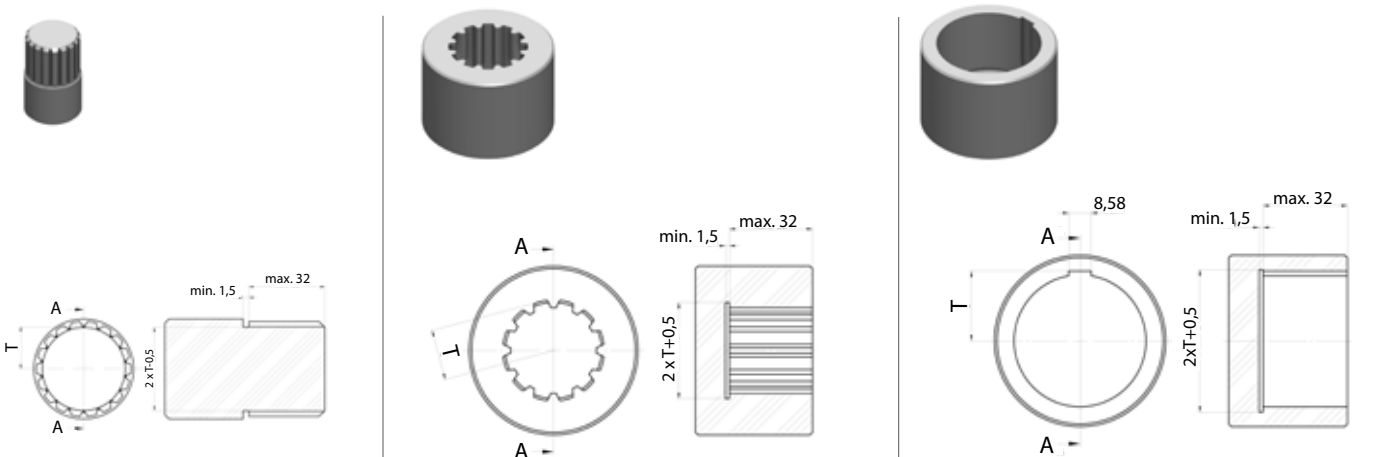 A
T
A
min. 1,5
max. 32
2 x T-0,5
A
T
A
min. 1,5
max. 32
2 x T+0,5
8,58
A
T
A
min. 1,5
max. 32
2xT+0,5